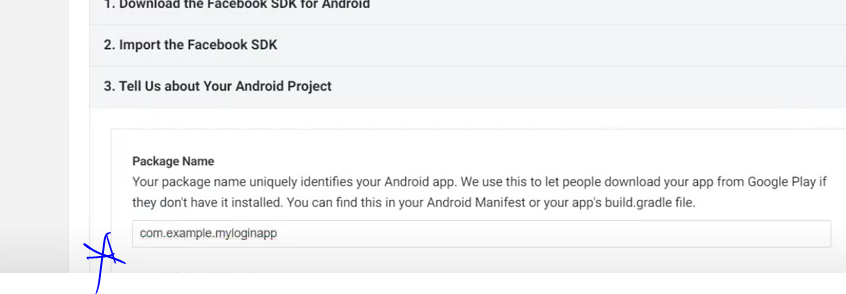 1. Download the Facebook SDK for Android
2. Import the Facebook SDK
3. Tell Us about Your Android Project
Package Name
Your package name uniquely identifies your Android app. We use this to let people download your app from Google Play if
they don't have it installed. You can find this in your Android Manifest or your app's build.gradle file.
com.example.myloginapp